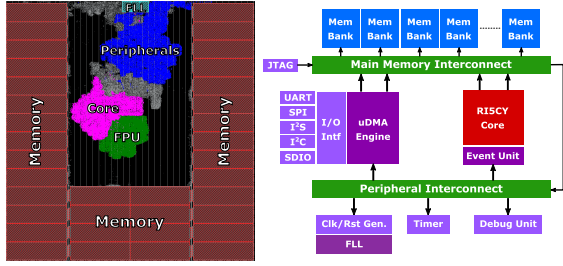 FLL
Peripherals
Core
FPU
Memory
Memory
Memory
Mem
Bank
Mem
Bank
Mem
Bank
Mem
Bank
Mem
Bank
JTAG
Main Memory Interconnect
UART
SPI
I²S
I²C
SDIO
I/O
Intf
uDMA
Engine
RI5CY
Core
Event Unit
Peripheral Interconnect
Clk/Rst Gen.
Timer
Debug Unit
FLL